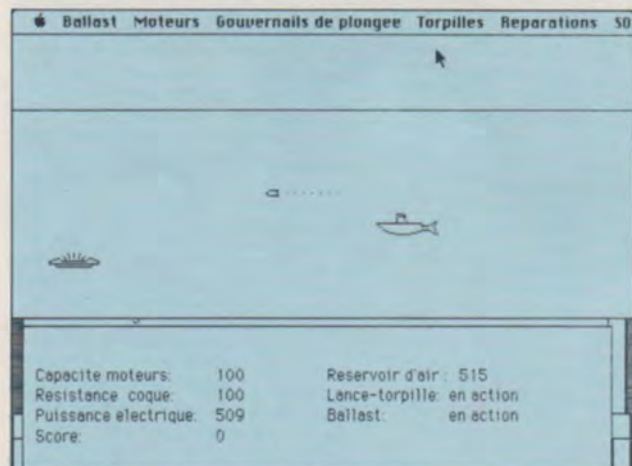 Ballast Moteurs Gouvernails de plongee Torpilles Reparations SO
Capacite moteurs: 100 Reservoir d'air : 515
Resistance coque: 100 Lance-torpille: en action
Puissance electrique: 509 Ballast: en action
Score: 0